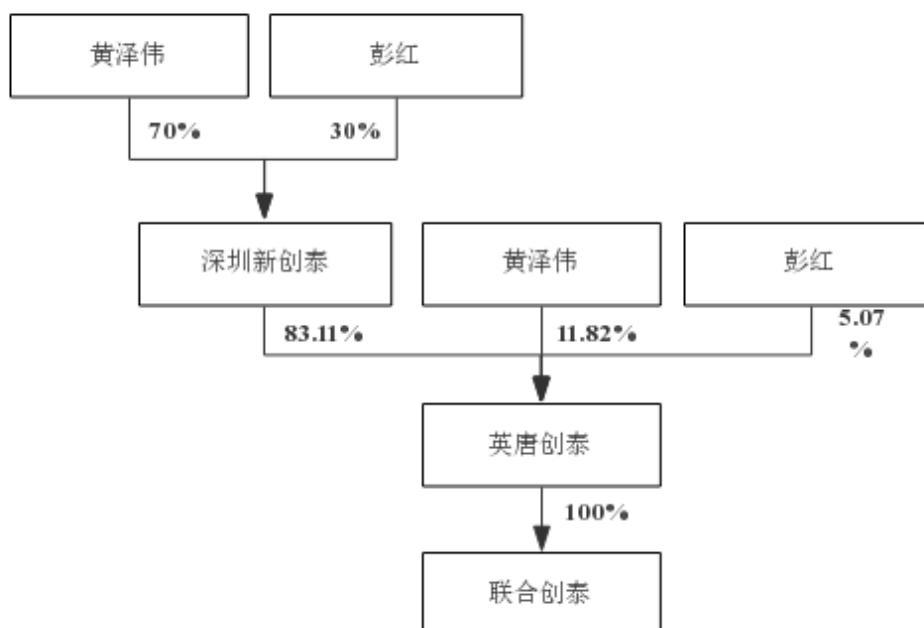 黄泽伟
彭红
70%
30%
深圳新创泰
黄泽伟
彭红
83.11%
11.82%
5.07
%
英唐创泰
100%
联合创泰